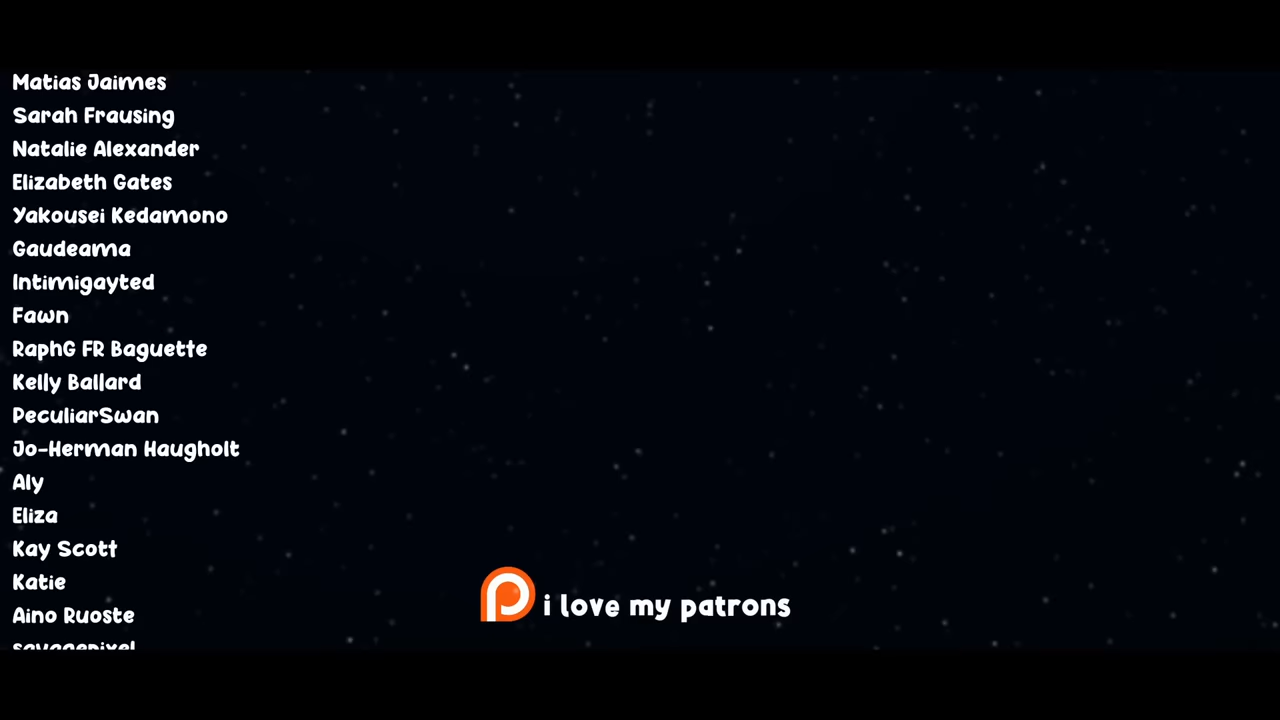 Matias Jaimes
Sarah Frausing
Natalie Alexander
Elizabeth Gates
Yakousei Kedamono
Gaudeama
Intimigayted
Fawn
RaphG FR Baguette
Kelly Ballard
PeculiarSwan
Jo-Herman Haugholt
Aly
Eliza
Kay Scott
Katie
Aino Ruoste
savagepixel
i love my patrons